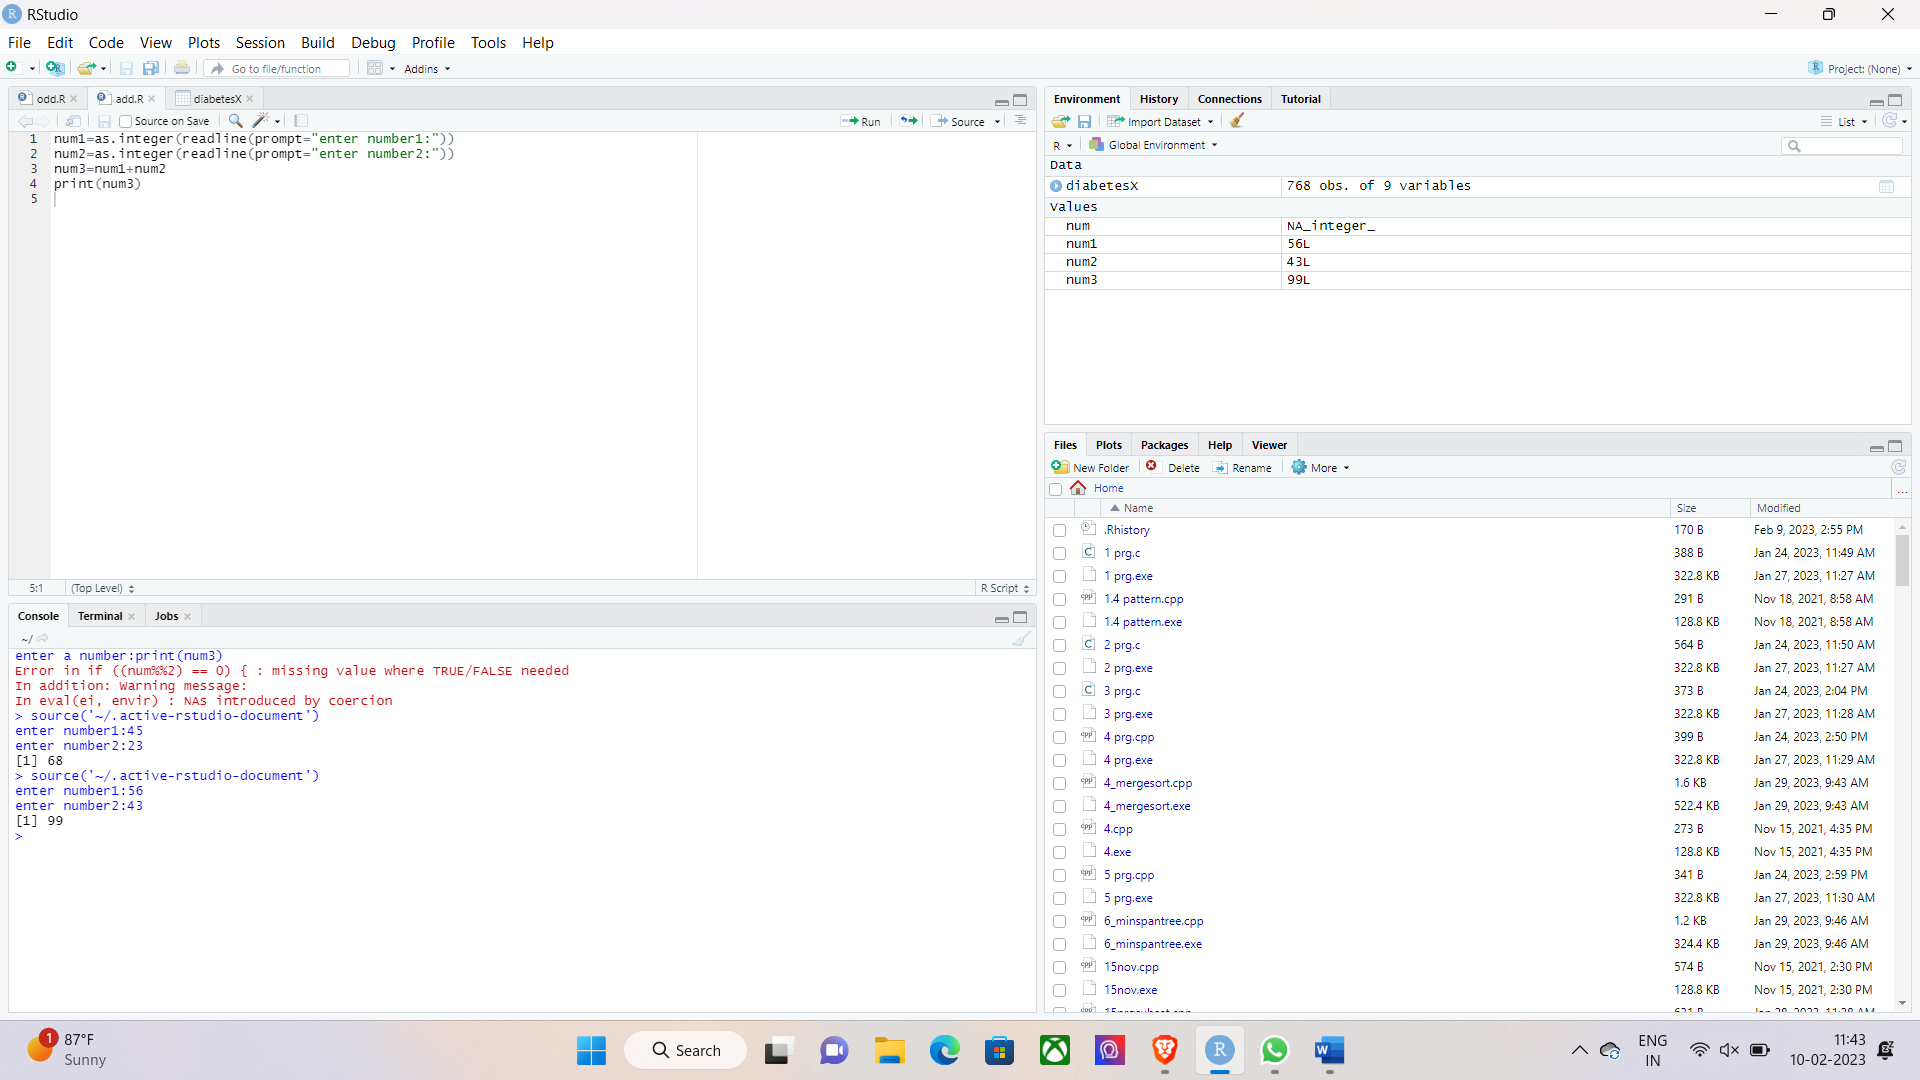 RStudio
File Edit Code View Plots Session Build Debug Profile Tools Help
Go to file/function Addins Project: (None)
odd.R add.R diabetesX
Source on Save Run Source
1 num1=as.integer(readline(prompt="enter number1:"))
2 num2=as.integer(readline(prompt="enter number2:"))
3 num3=num1+num2
4 print(num3)
5
5:1 (Top Level) R Script
Console Terminal Jobs
~/
enter a number:print(num3)
Error in if ((num%%2) == 0) { : missing value where TRUE/FALSE needed
In addition: Warning message:
In eval(ei, envir) : NAs introduced by coercion
> source('~/.active-rstudio-document')
enter number1:45
enter number2:23
[1] 68
> source('~/.active-rstudio-document')
enter number1:56
enter number2:43
[1] 99
>
Environment History Connections Tutorial
Import Dataset List
R Global Environment
Data
diabetesX 768 obs. of 9 variables
Values
num NA_integer_
num1 56L
num2 43L
num3 99L
Files Plots Packages Help Viewer
New Folder Delete Rename More
Home ...
Name Size Modified
.Rhistory 170 B Feb 9, 2023, 2:55 PM
1 prg.c 388 B Jan 24, 2023, 11:49 AM
1 prg.exe 322.8 KB Jan 27, 2023, 11:27 AM
1.4 pattern.cpp 291 B Nov 18, 2021, 8:58 AM
1.4 pattern.exe 128.8 KB Nov 18, 2021, 8:58 AM
2 prg.c 564 B Jan 24, 2023, 11:50 AM
2 prg.exe 322.8 KB Jan 27, 2023, 11:27 AM
3 prg.c 373 B Jan 24, 2023, 2:04 PM
3 prg.exe 322.8 KB Jan 27, 2023, 11:28 AM
4 prg.cpp 399 B Jan 24, 2023, 2:50 PM
4 prg.exe 322.8 KB Jan 27, 2023, 11:29 AM
4_mergesort.cpp 1.6 KB Jan 29, 2023, 9:43 AM
4_mergesort.exe 522.4 KB Jan 29, 2023, 9:43 AM
4.cpp 273 B Nov 15, 2021, 4:35 PM
4.exe 128.8 KB Nov 15, 2021, 4:35 PM
5 prg.cpp 341 B Jan 24, 2023, 2:59 PM
5 prg.exe 322.8 KB Jan 27, 2023, 11:30 AM
6_minspantree.cpp 1.2 KB Jan 29, 2023, 9:46 AM
6_minspantree.exe 324.4 KB Jan 29, 2023, 9:46 AM
15nov.cpp 574 B Nov 15, 2021, 2:30 PM
15nov.exe 128.8 KB Nov 15, 2021, 2:30 PM
1 87°F
Sunny
Search
ENG
IN
11:43
10-02-2023